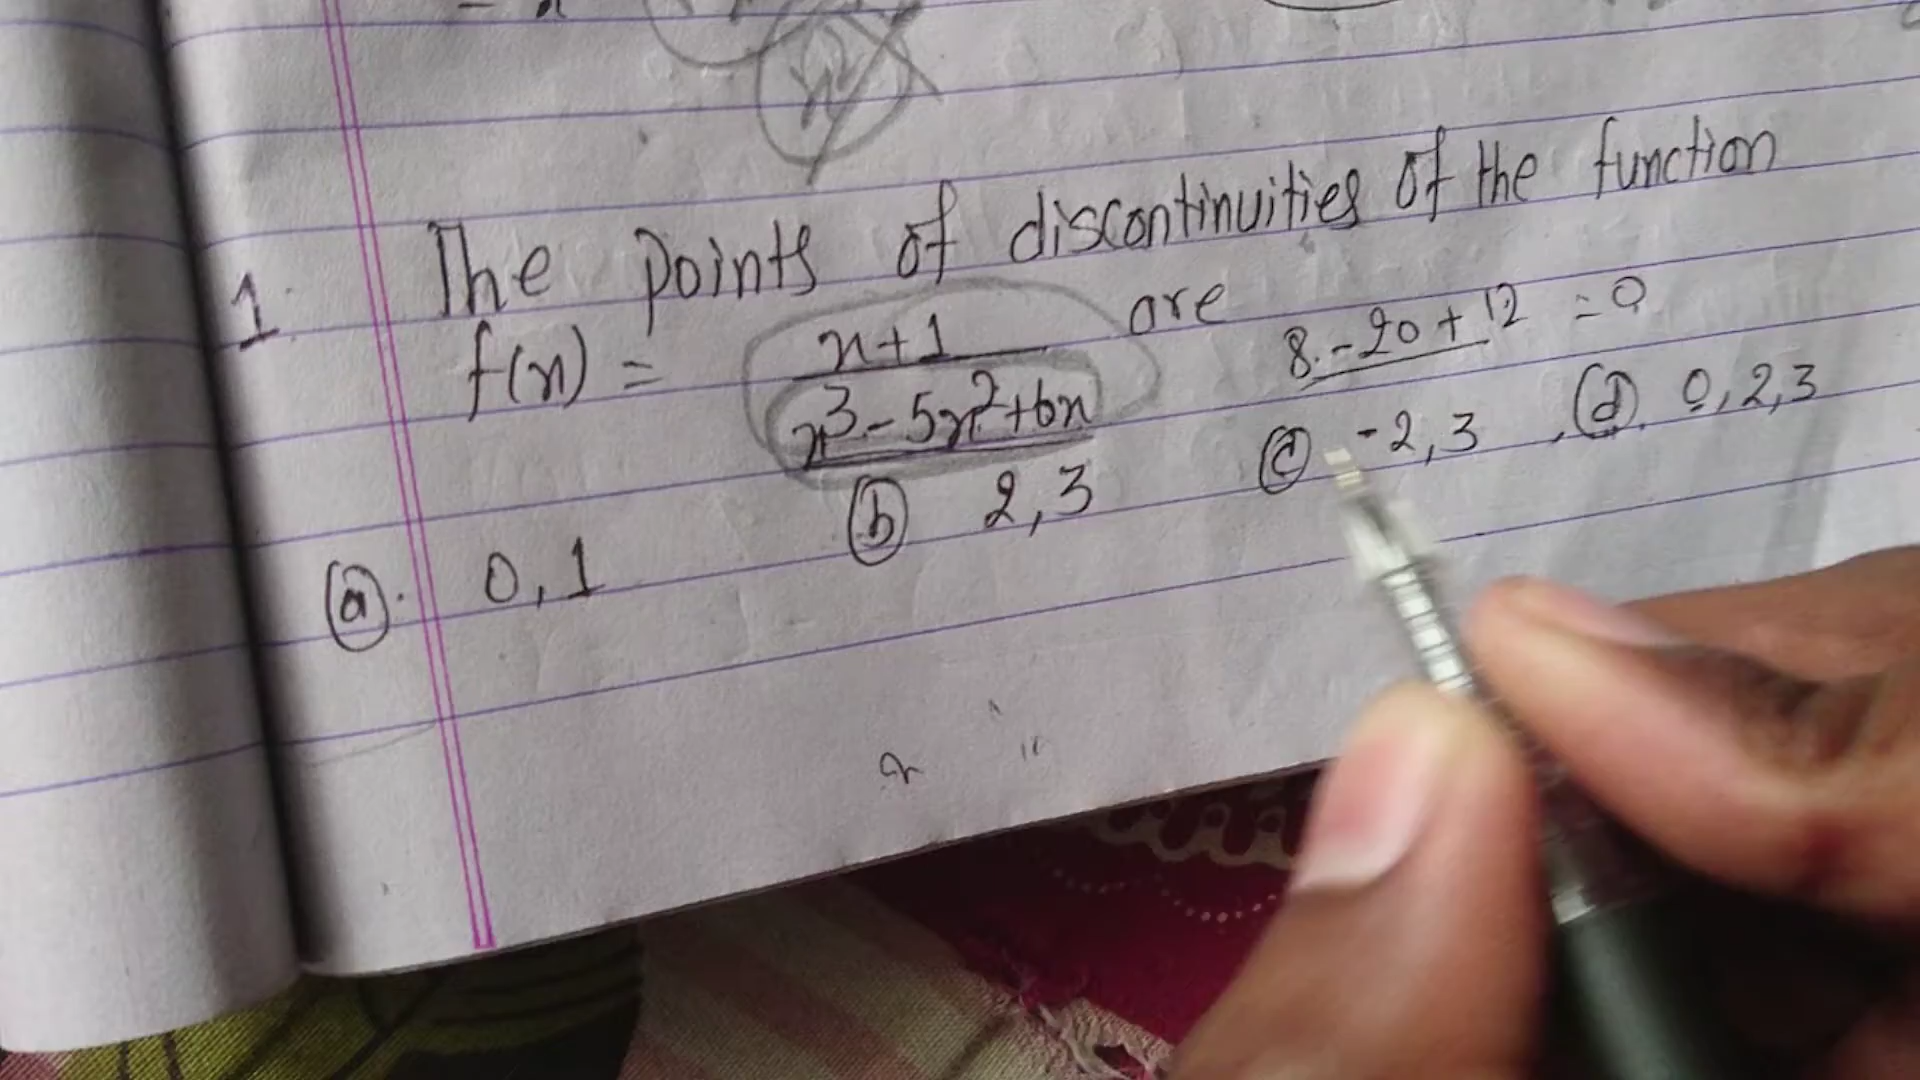 1. The points of discontinuities of the function
f(x) = x+1 / x³-5x²+6x are
8-20+12 = 0
(a). 0,1 (b) 2,3 (c) -2,3 (d) 0,2,3